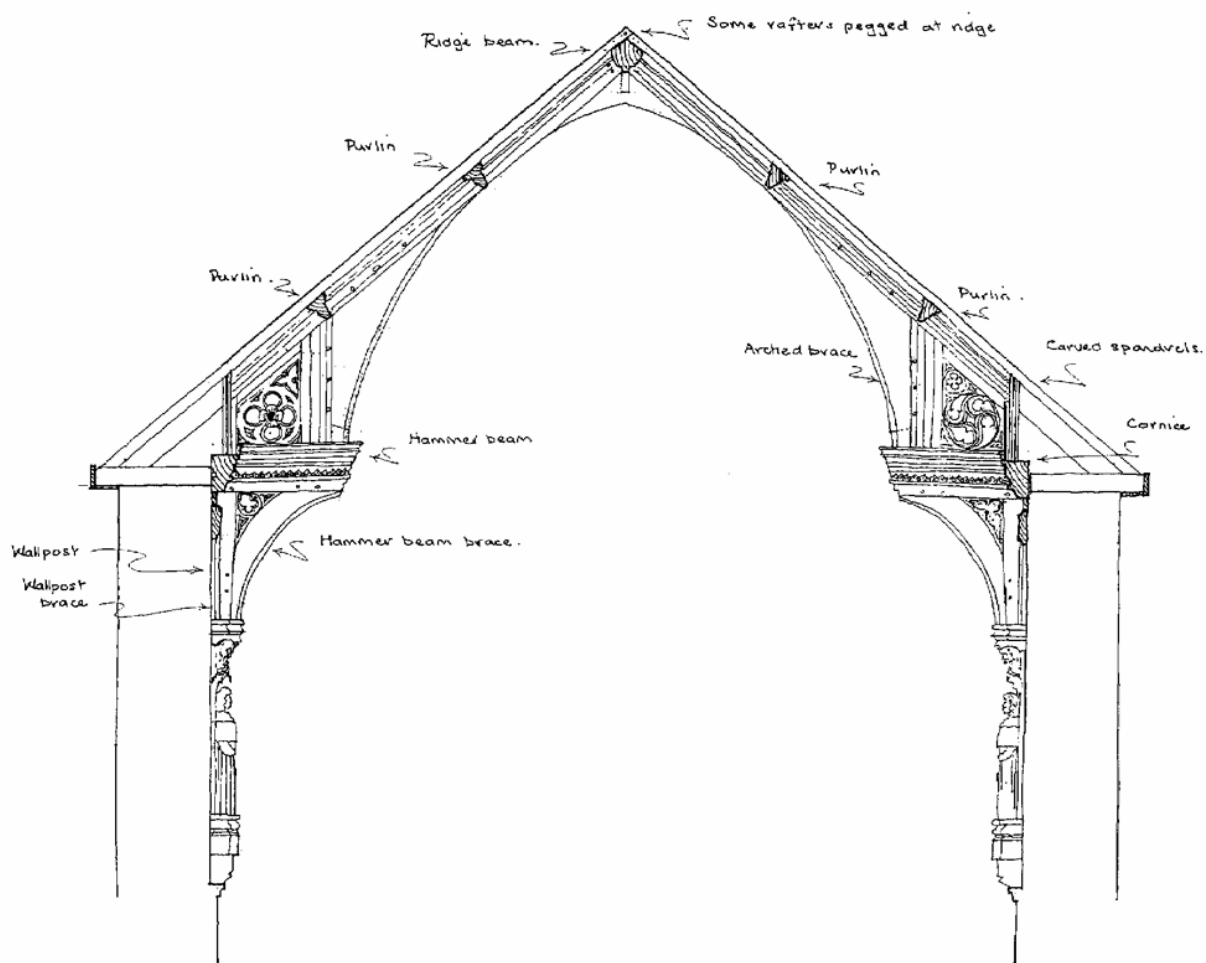 Some rafters pegged at ridge
Ridge beam.
Purlin
Purlin
Purlin.
Purlin.
Arched brace
Carved spandrels.
Hammer beam
Cornice
Hammer beam brace.
Wallpost
Wallpost
brace